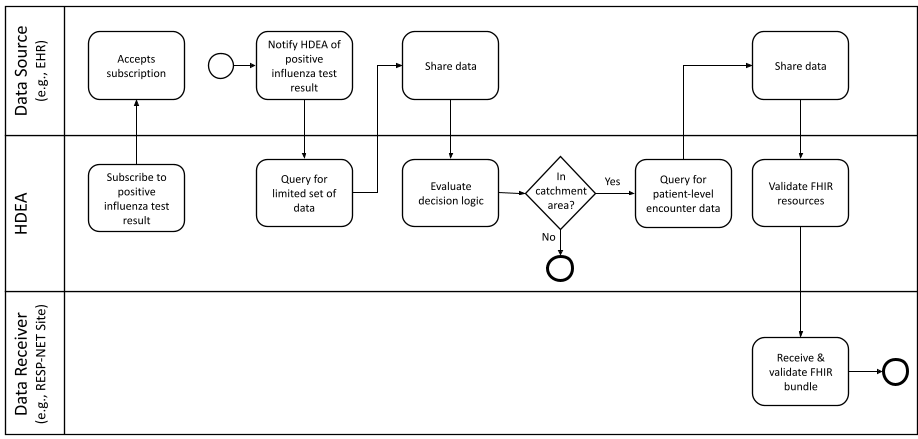 Data Source
(e.g., EHR)
Accepts
subscription
Notify HDEA of
positive
influenza test
result
Share data
Share data
HDEA
Subscribe to
positive
influenza test
result
Query for
limited set of
data
Evaluate
decision logic
In
catchment
area?
Yes
No
Query for
patient-level
encounter data
Validate FHIR
resources
Data Receiver
(e.g., RESP-NET Site)
Receive &
validate FHIR
bundle